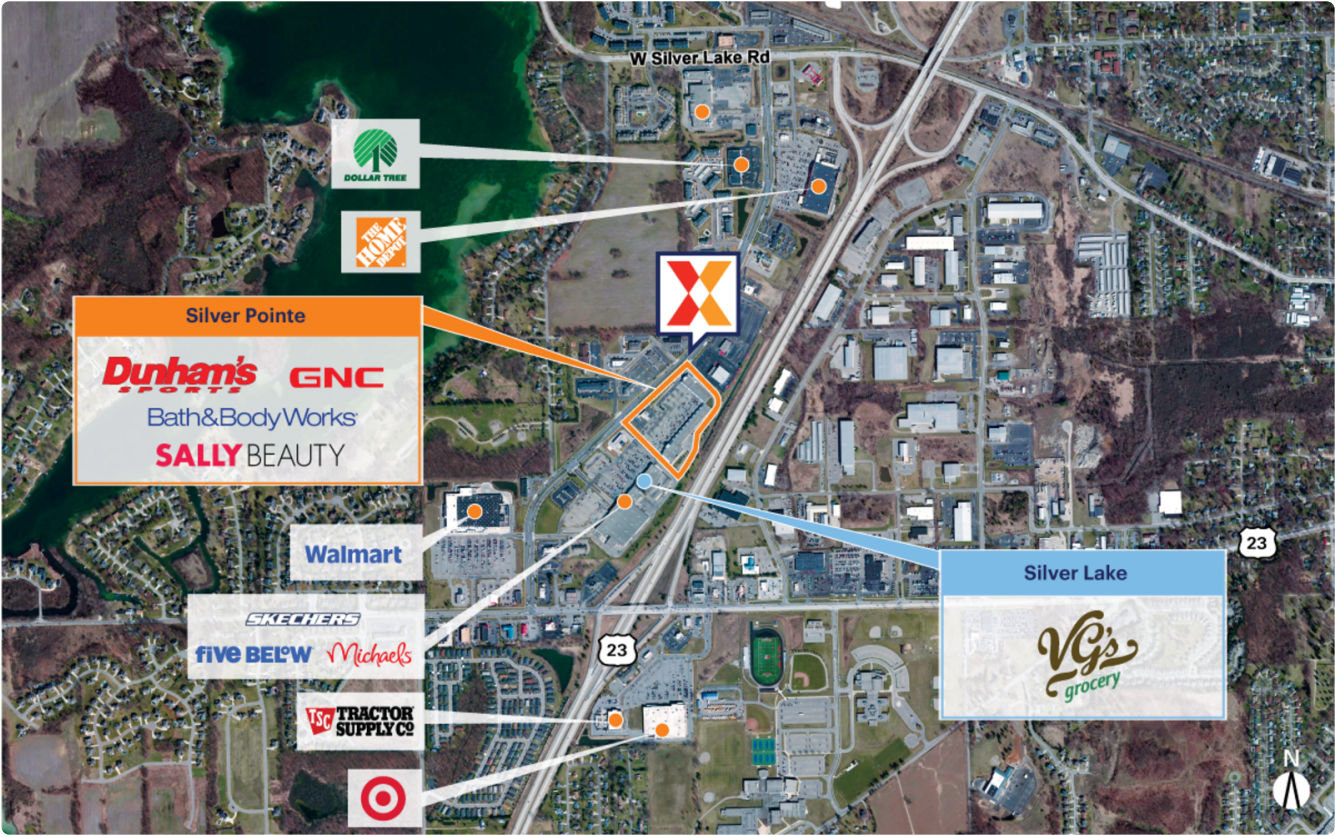 W Silver Lake Rd
DOLLAR TREE
THE
HOME
DEPOT
Silver Pointe
Dunham's
SPORTS
GNC
Bath&BodyWorks
SALLY BEAUTY
Walmart
SKECHERS
five BEL°W
Michaels
TSC TRACTOR
SUPPLY CO
23
23
Silver Lake
VG's
grocery
N